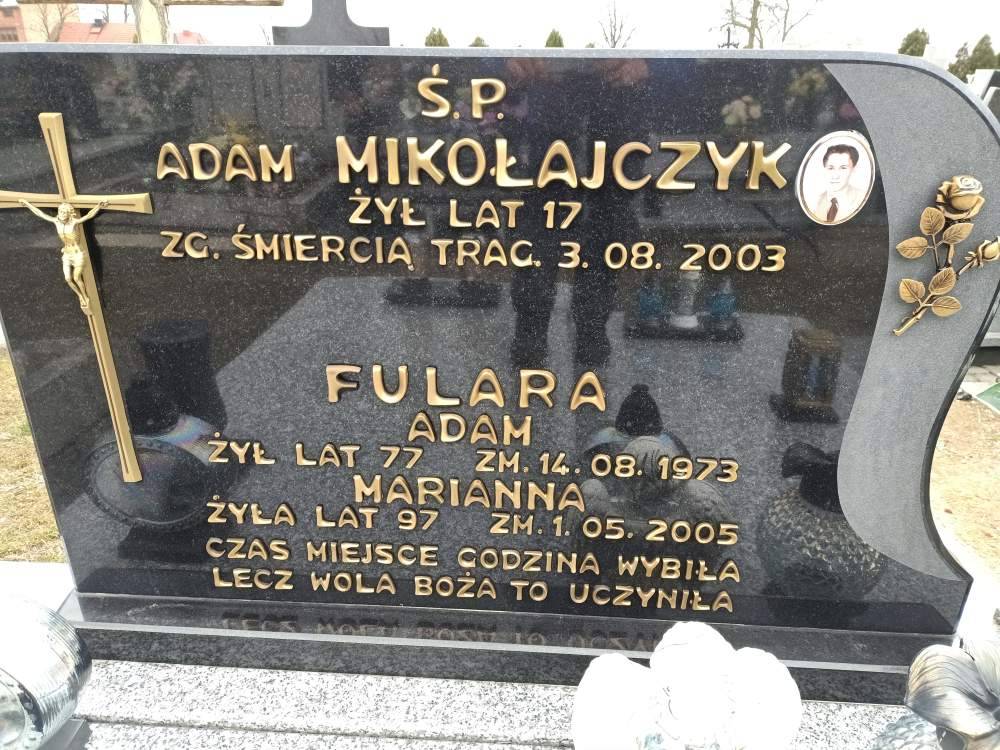 Ś.P.
ADAM MIKOŁAJCZYK
ŻYŁ LAT 17
ZG. ŚMIERCIĄ TRAG. 3. 08. 2003
FULARA
ADAM
ŻYŁ LAT 77 ZM. 14. 08. 1973
MARIANNA
ŻYŁA LAT 97 ZM. 1. 05. 2005
CZAS MIEJSCE GODZINA WYBIŁA
LECZ WOLA BOŻA TO UCZYNIŁA